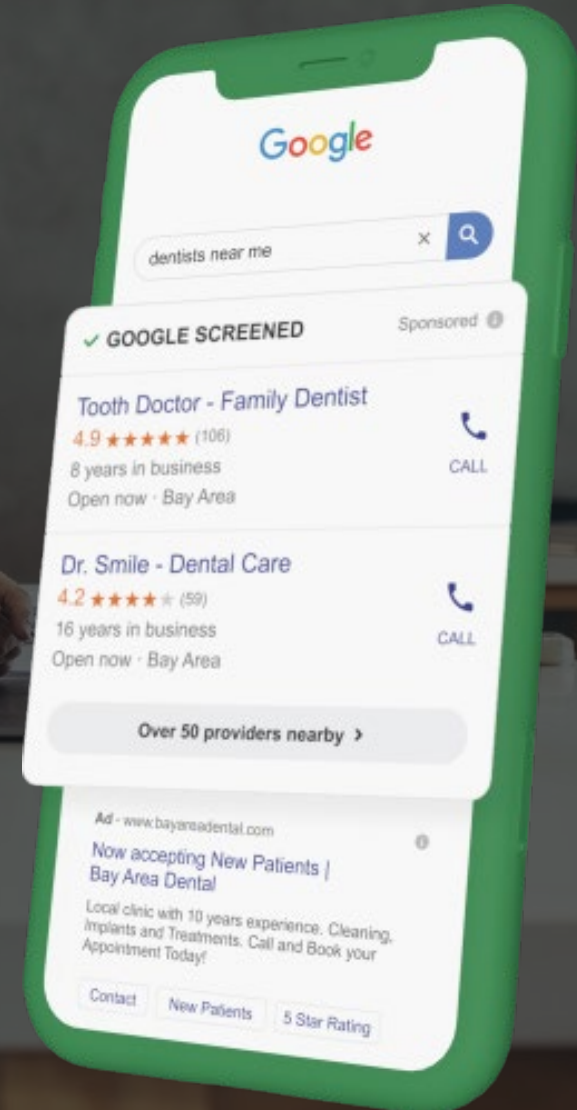 Google
dentists near me ×
✓ GOOGLE SCREENED Sponsored
Tooth Doctor - Family Dentist
4.9 ★★★★★ (106)
8 years in business
Open now · Bay Area
CALL
Dr. Smile - Dental Care
4.2 ★★★★★ (59)
16 years in business
Open now · Bay Area
CALL
Over 50 providers nearby ›
Ad - www.bayareadental.com
Now accepting New Patients |
Bay Area Dental
Local clinic with 10 years experience. Cleaning,
Implants and Treatments. Call and Book your
Appointment Today!
Contact New Patients 5 Star Rating